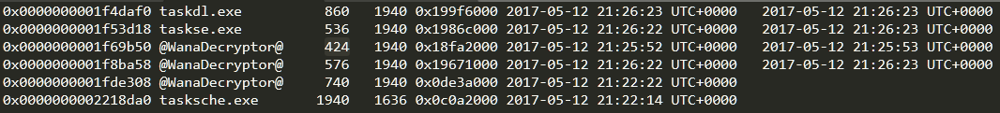 0x0000000001f4daf0 taskdl.exe 860 1940 0x199f6000 2017-05-12 21:26:23 UTC+0000 2017-05-12 21:26:23 UTC+0000
0x0000000001f53d18 taskse.exe 536 1940 0x1986c000 2017-05-12 21:26:22 UTC+0000 2017-05-12 21:26:23 UTC+0000
0x0000000001f69b50 @WanaDecryptor@ 424 1940 0x18fa2000 2017-05-12 21:25:52 UTC+0000 2017-05-12 21:25:53 UTC+0000
0x0000000001f8ba58 @WanaDecryptor@ 576 1940 0x19671000 2017-05-12 21:26:22 UTC+0000 2017-05-12 21:26:23 UTC+0000
0x0000000001fde308 @WanaDecryptor@ 740 1940 0x0de3a000 2017-05-12 21:22:22 UTC+0000
0x0000000002218da0 tasksche.exe 1940 1636 0x0c0a2000 2017-05-12 21:22:14 UTC+0000